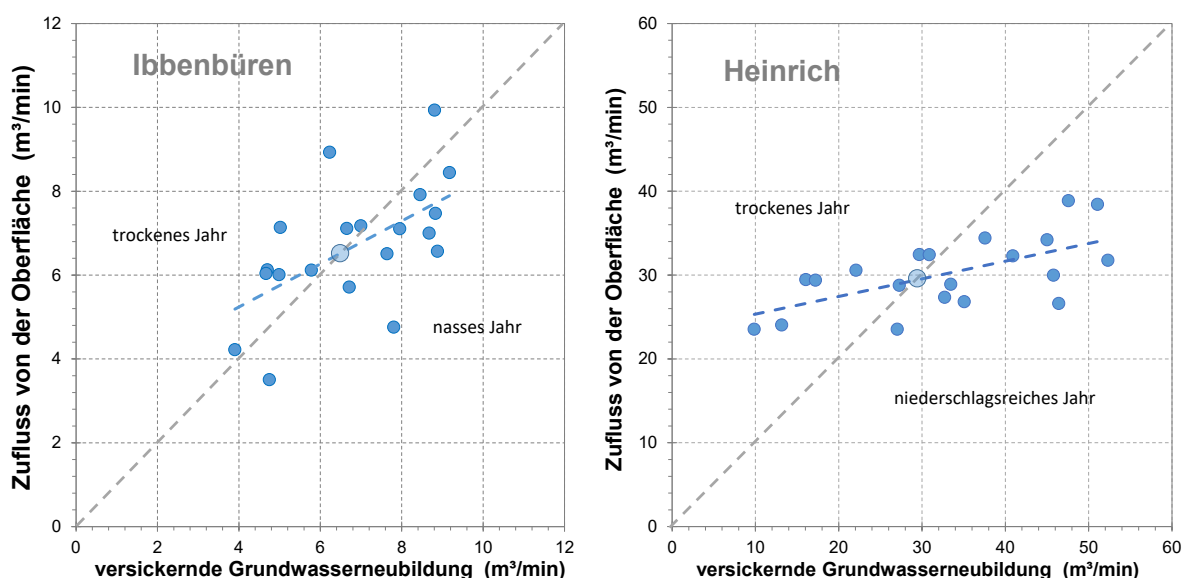 Ibbenbüren
Zufluss von der Oberfläche (m³/min)
12
10
8
6
4
2
0
trockenes Jahr
nasses Jahr
0 2 4 6 8 10 12
versickernde Grundwasserneubildung (m³/min)
Heinrich
Zufluss von der Oberfläche (m³/min)
60
50
40
30
20
10
0
trockenes Jahr
niederschlagsreiches Jahr
0 10 20 30 40 50 60
versickernde Grundwasserneubildung (m³/min)